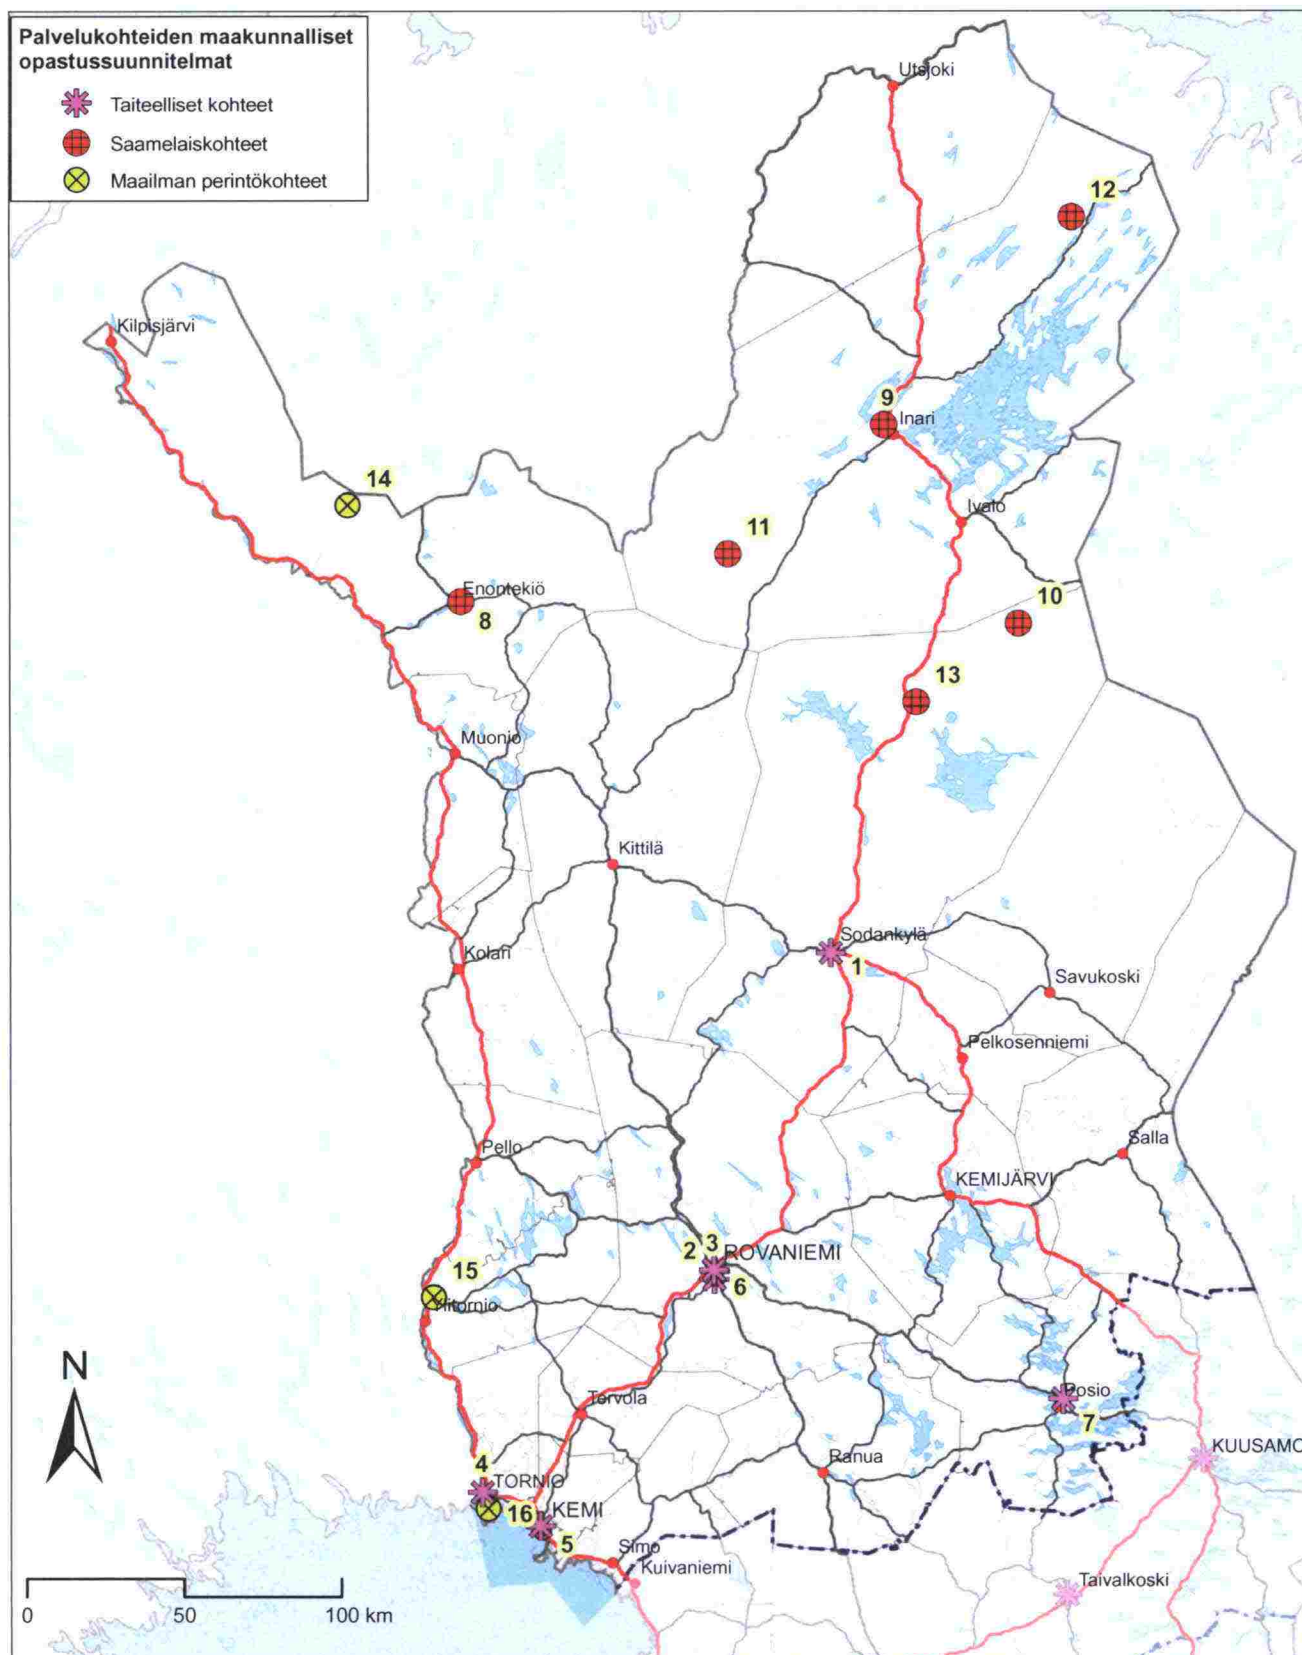 Palvelukohteiden maakunnalliset
opastussuunnitelmat
Taiteelliset kohteet
Saamelaiskohteet
Maailman perintökohteet
Utsjoki
12
Kilpisjärvi
9
Inari
14
Ivalo
11
Enontekiö
8
10
13
Muonio
Kittilä
Sodankylä
1
Kolari
Savukoski
Pelkosenniemi
Pello
Salla
KEMIJÄRVI
2
3
ROVANIEMI
6
15
Ylitornio
N
Posio
7
Tervola
KUUSAMO
Ranua
4
TORNIO
16
KEMI
5
Simo
Kuivaniemi
Taivalkoski
0
50
100 km